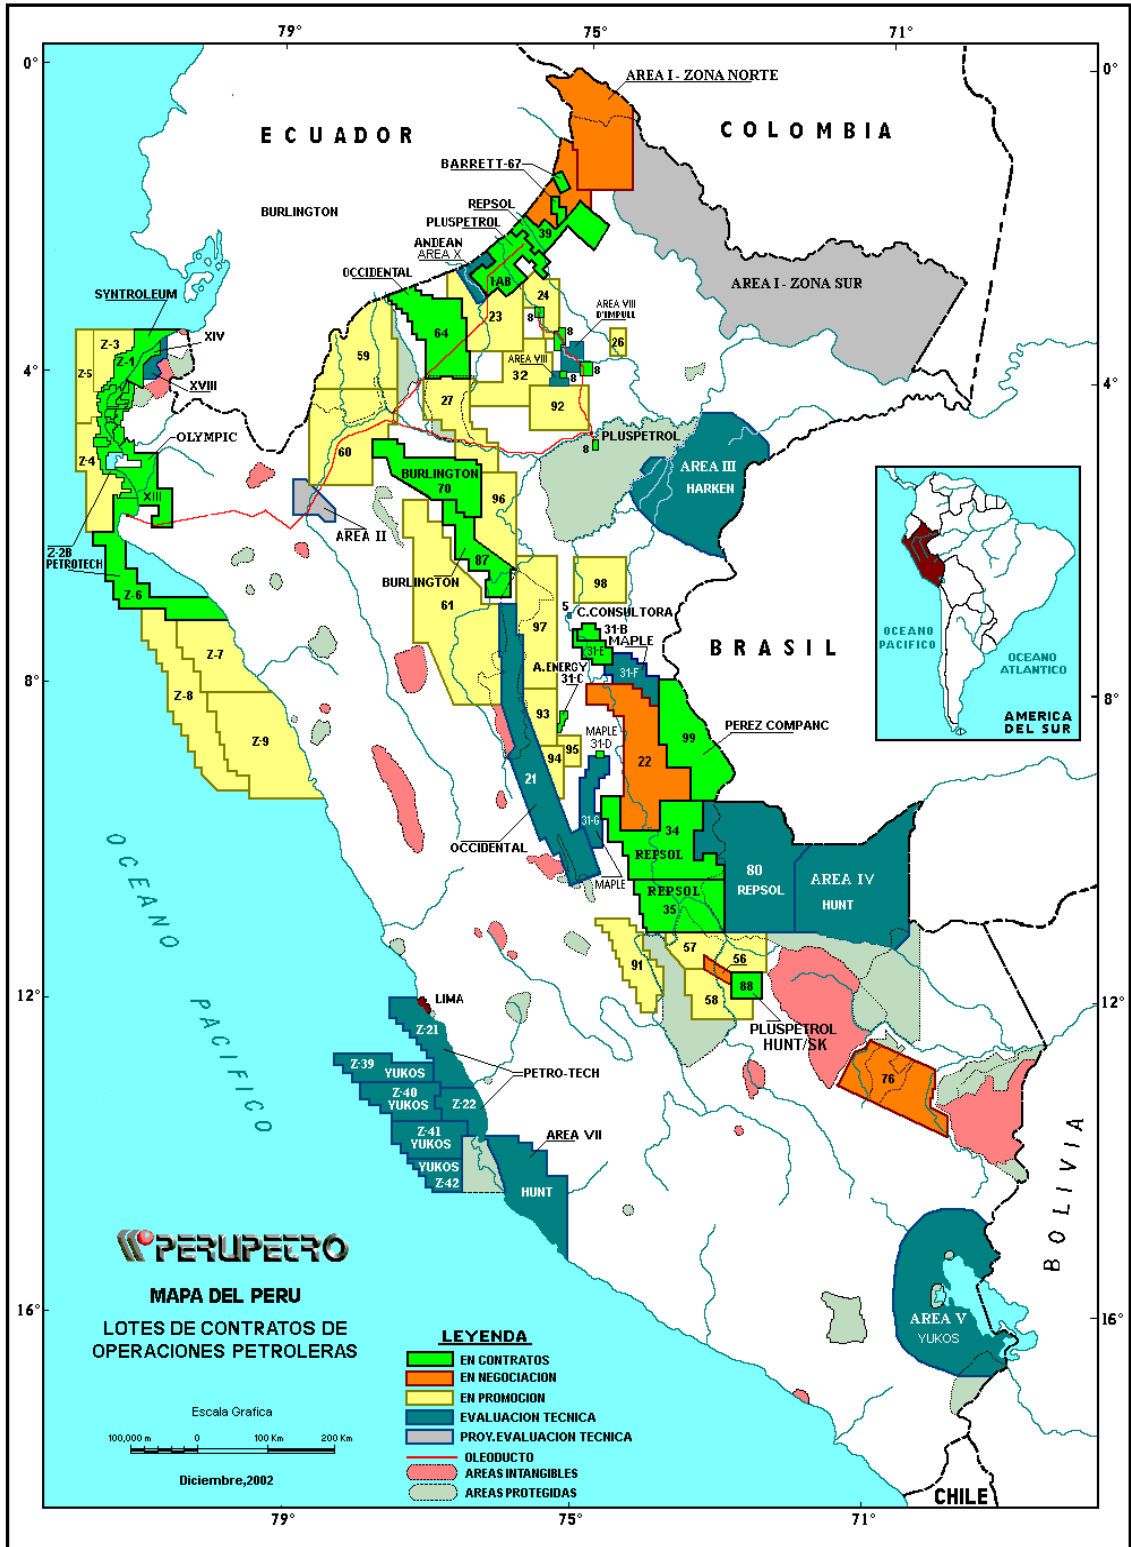 79°
75°
71°
0°
0°
AREA I - ZONA NORTE
ECUADOR
COLOMBIA
BARRETT-67
BURLINGTON
REPSOL
PLUSPETROL
39
ANDEAN
AREA X
OCCIDENTAL
1AB
AREA I - ZONA SUR
SYNTROLEUM
24
AREA VIII
D'IMPULL
64
23
8
8
26
XIV
Z-3
Z-1
59
AREA VIII
8
Z-5
32
8
4°
4°
XVIII
27
92
OLYMPIC
PLUSPETROL
8
Z-4
60
BURLINGTON
70
AREA III
HARKEN
XIII
96
AREA II
Z-2B
PETROTECH
87
BURLINGTON
98
Z-6
61
5
C.CONSULTORA
97
31-B
MAPLE
BRASIL
31-E
Z-7
A.ENERGY
31-C
31-F
8°
8°
Z-8
93
PEREZ COMPANC
99
Z-9
MAPLE
31-D
95
94
22
21
31-G
34
OCCIDENTAL
REPSOL
MAPLE
80
REPSOL
AREA IV
HUNT
REPSOL
35
OCEANO
PACIFICO
57
56
91
88
58
12°
12°
LIMA
Z-21
PLUSPETROL
HUNT/SK
Z-39
YUKOS
PETRO-TECH
76
Z-40
YUKOS
Z-22
Z-41
YUKOS
AREA VII
YUKOS
Z-42
HUNT
BOLIVIA
OCEANO
PACIFICO
OCEANO
ATLANTICO
AMERICA
DEL SUR
PERUPETRO
MAPA DEL PERU
LOTES DE CONTRATOS DE
OPERACIONES PETROLERAS
16°
16°
AREA V
YUKOS
LEYENDA
EN CONTRATOS
EN NEGOCIACION
EN PROMOCION
EVALUACION TECNICA
PROY.EVALUACION TECNICA
OLEODUCTO
AREAS INTANGIBLES
AREAS PROTEGIDAS
Escala Grafica
100,000 m
0
100 Km
200 Km
Diciembre,2002
CHILE
79°
75°
71°